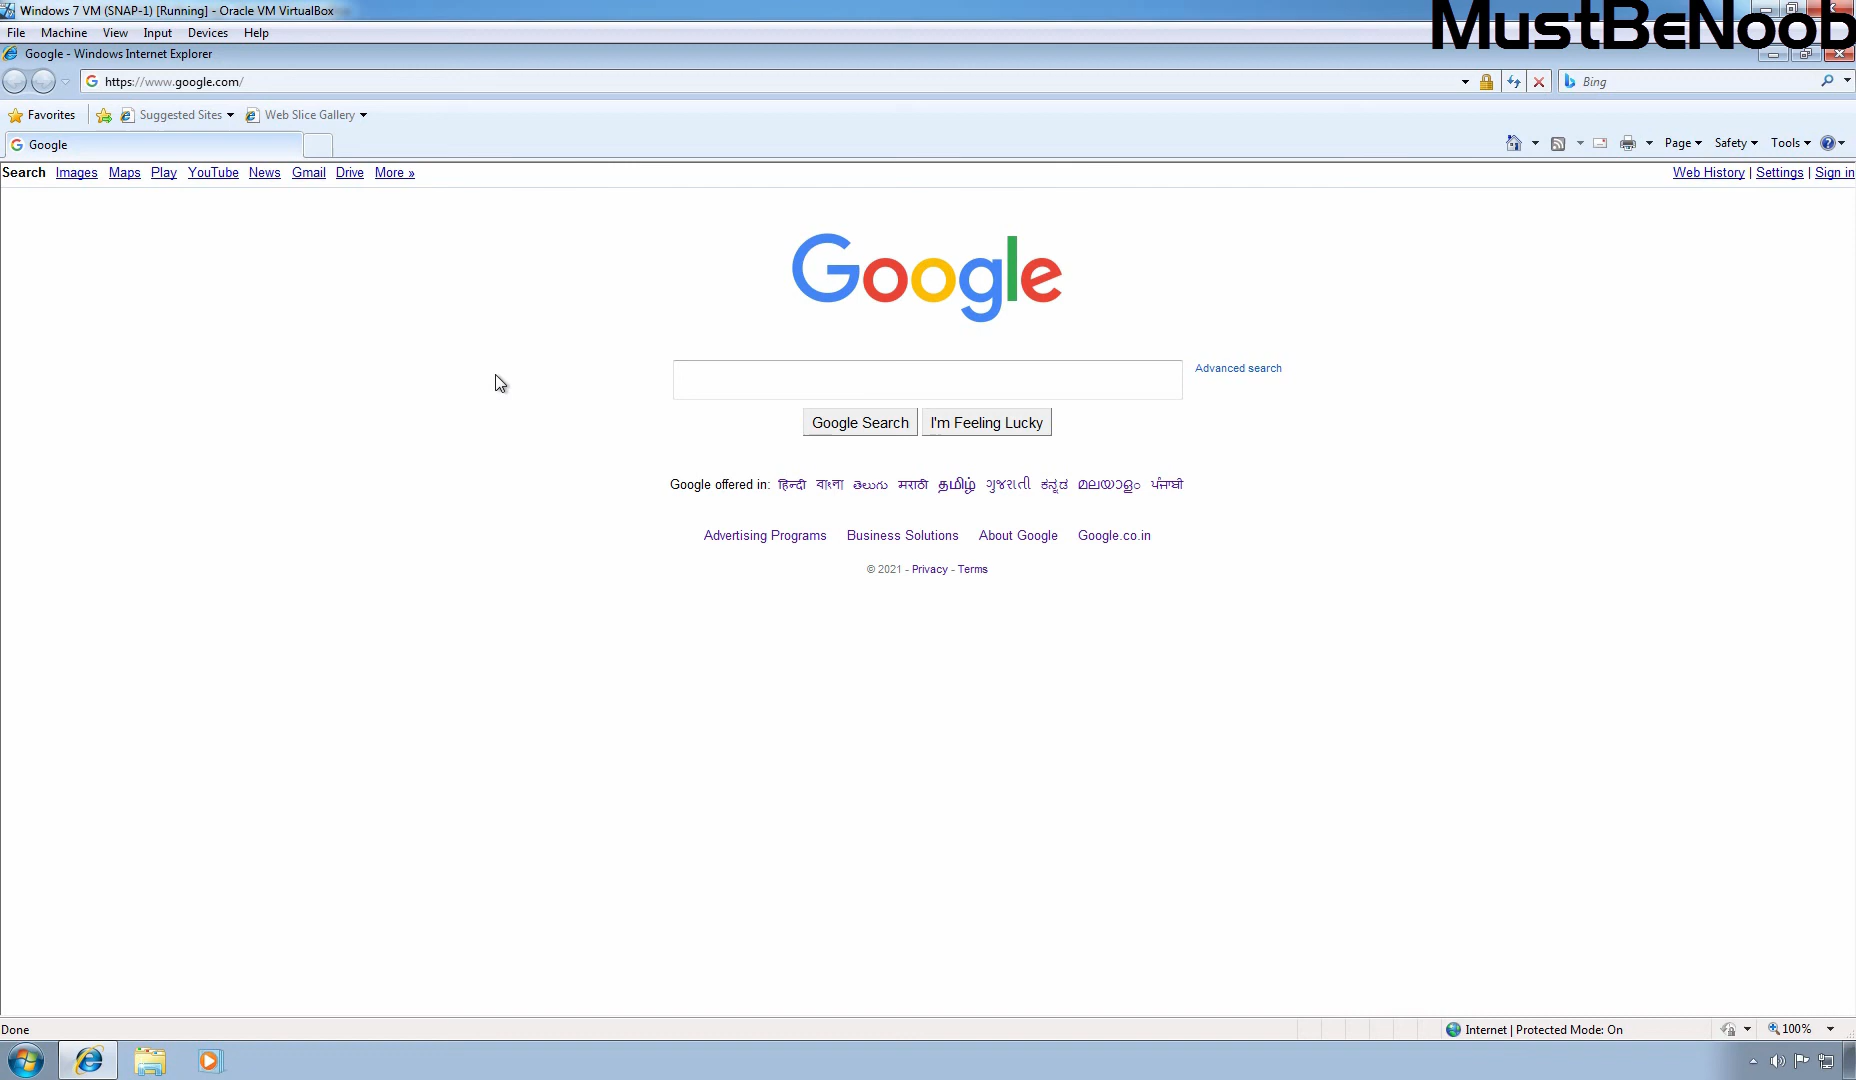 Windows 7 VM (SNAP-1) [Running] - Oracle VM VirtualBox
MustBeNoob
File Machine View Input Devices Help
Google - Windows Internet Explorer
https://www.google.com/
Bing
Favorites Suggested Sites Web Slice Gallery
Google
Page Safety Tools
Search Images Maps Play YouTube News Gmail Drive More »
Web History | Settings | Sign in
Google
Advanced search
Google Search I'm Feeling Lucky
Google offered in: हिन्दी বাংলা తెలుగు मराठी தமிழ் ગુજરાતી ಕನ್ನಡ മലയാളം ਪੰਜਾਬੀ
Advertising Programs Business Solutions About Google Google.co.in
© 2021 - Privacy - Terms
Done
Internet | Protected Mode: On
100%